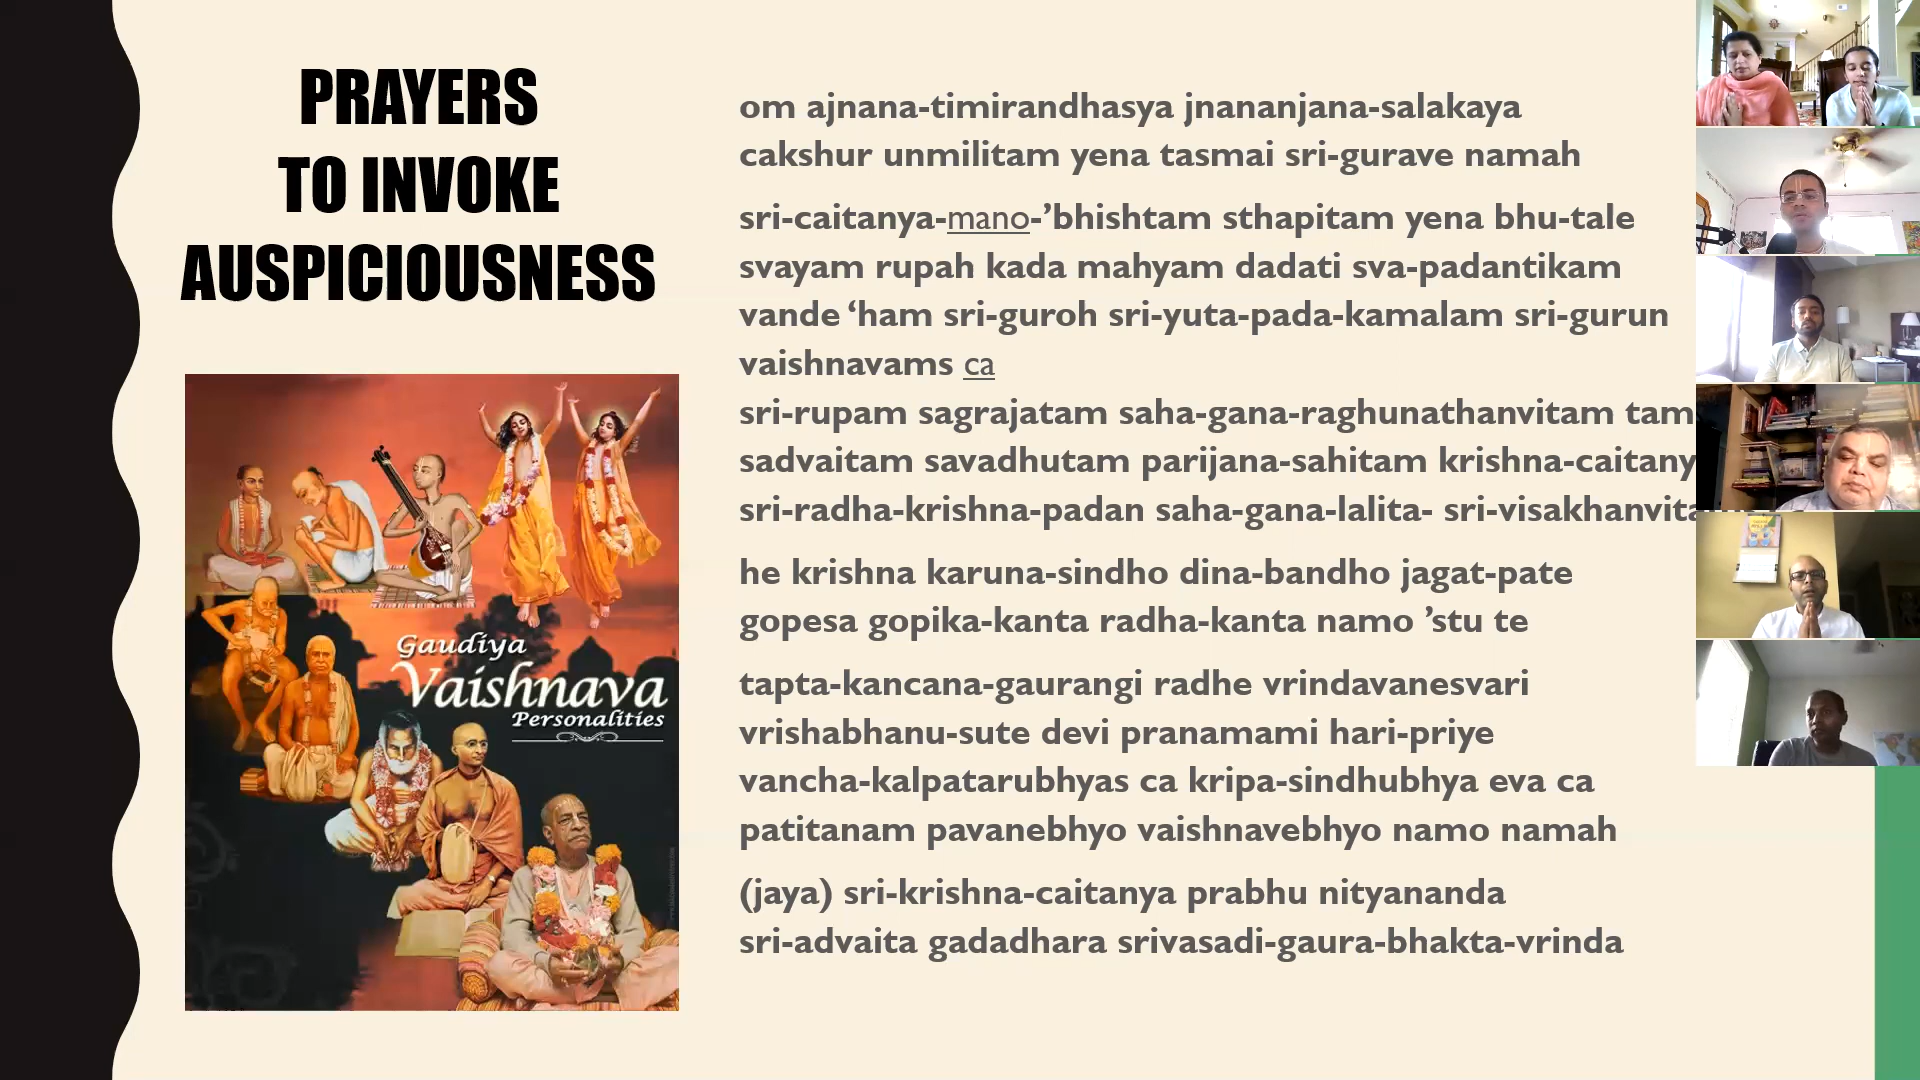 PRAYERS
TO INVOKE
AUSPICIOUSNESS
om ajnana-timirandhasya jnananjana-salakaya
cakshur unmilitam yena tasmai sri-gurave namah
sri-caitanya-mano-’bhishtam sthapitam yena bhu-tale
svayam rupah kada mahyam dadati sva-padantikam
vande ‘ham sri-guroh sri-yuta-pada-kamalam sri-gurun
vaishnavams ca
sri-rupam sagrajatam saha-gana-raghunathanvitam tam
sadvaitam savadhutam parijana-sahitam krishna-caitany
sri-radha-krishna-padan saha-gana-lalita- sri-visakhanvita
he krishna karuna-sindho dina-bandho jagat-pate
gopesa gopika-kanta radha-kanta namo ’stu te
tapta-kancana-gaurangi radhe vrindavanesvari
vrishabhanu-sute devi pranamami hari-priye
vancha-kalpatarubhyas ca kripa-sindhubhya eva ca
patitanam pavanebhyo vaishnavebhyo namo namah
(jaya) sri-krishna-caitanya prabhu nityananda
sri-advaita gadadhara srivasadi-gaura-bhakta-vrinda
Gaudiya
Vaishnava
Personalities